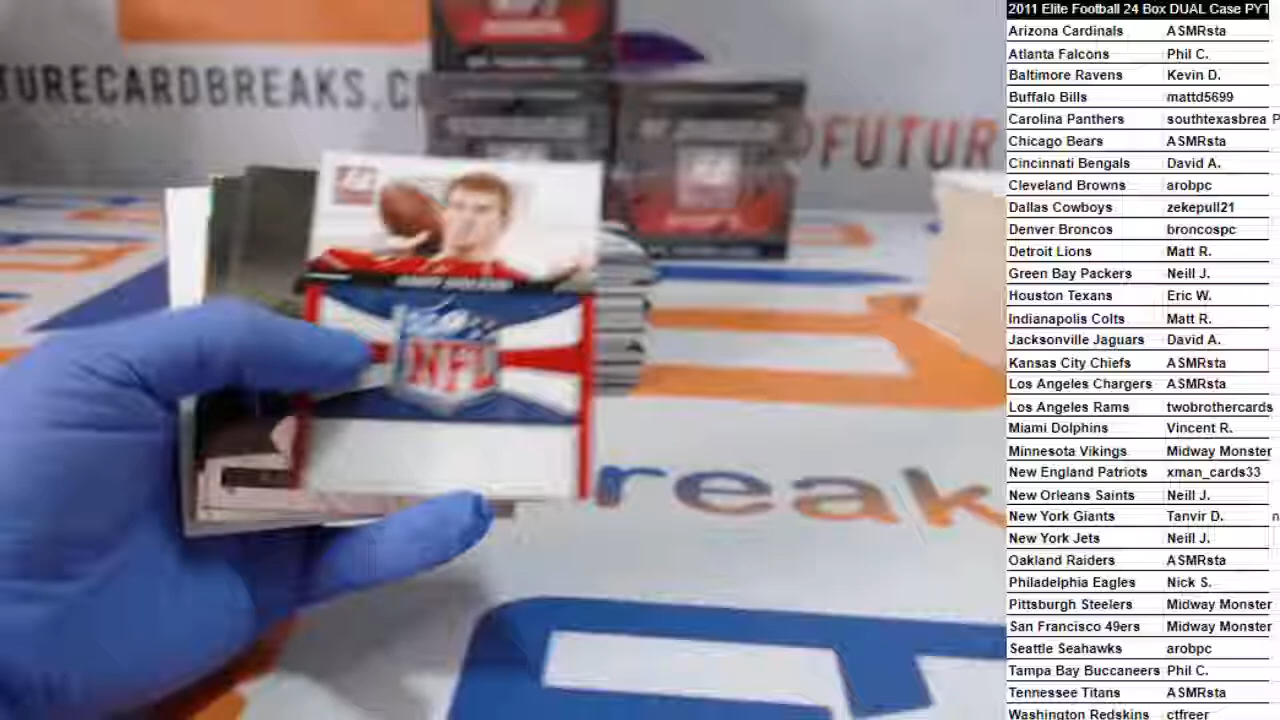 2011 Elite Football 24 Box DUAL Case PYT
Arizona Cardinals ASMRsta
Atlanta Falcons Phil C.
Baltimore Ravens Kevin D.
Buffalo Bills mattd5699
Carolina Panthers southtexasbrea P
Chicago Bears ASMRsta
Cincinnati Bengals David A.
Cleveland Browns arobpc
Dallas Cowboys zekepull21
Denver Broncos broncospc
Detroit Lions Matt R.
Green Bay Packers Neill J.
Houston Texans Eric W.
Indianapolis Colts Matt R.
Jacksonville Jaguars David A.
Kansas City Chiefs ASMRsta
Los Angeles Chargers ASMRsta
Los Angeles Rams twobrothercards
Miami Dolphins Vincent R.
Minnesota Vikings Midway Monster
New England Patriots xman_cards33
New Orleans Saints Neill J.
New York Giants Tanvir D. n
New York Jets Neill J.
Oakland Raiders ASMRsta
Philadelphia Eagles Nick S.
Pittsburgh Steelers Midway Monster
San Francisco 49ers Midway Monster
Seattle Seahawks arobpc
Tampa Bay Buccaneers Phil C.
Tennessee Titans ASMRsta
Washington Redskins ctfreer
TURECARDBREAKS.C
FUTUR
NFL
reak